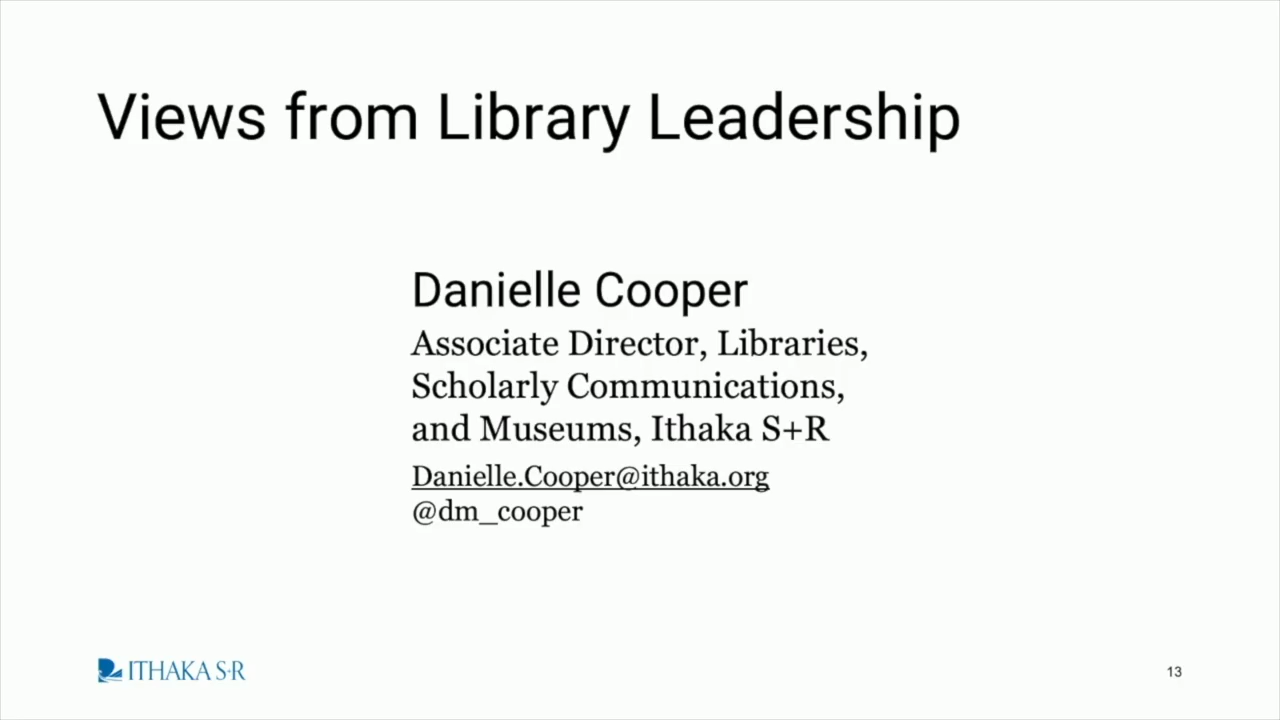 Views from Library Leadership
Danielle Cooper
Associate Director, Libraries,
Scholarly Communications,
and Museums, Ithaka S+R
Danielle.Cooper@ithaka.org
@dm_cooper
ITHAKA S·R
13